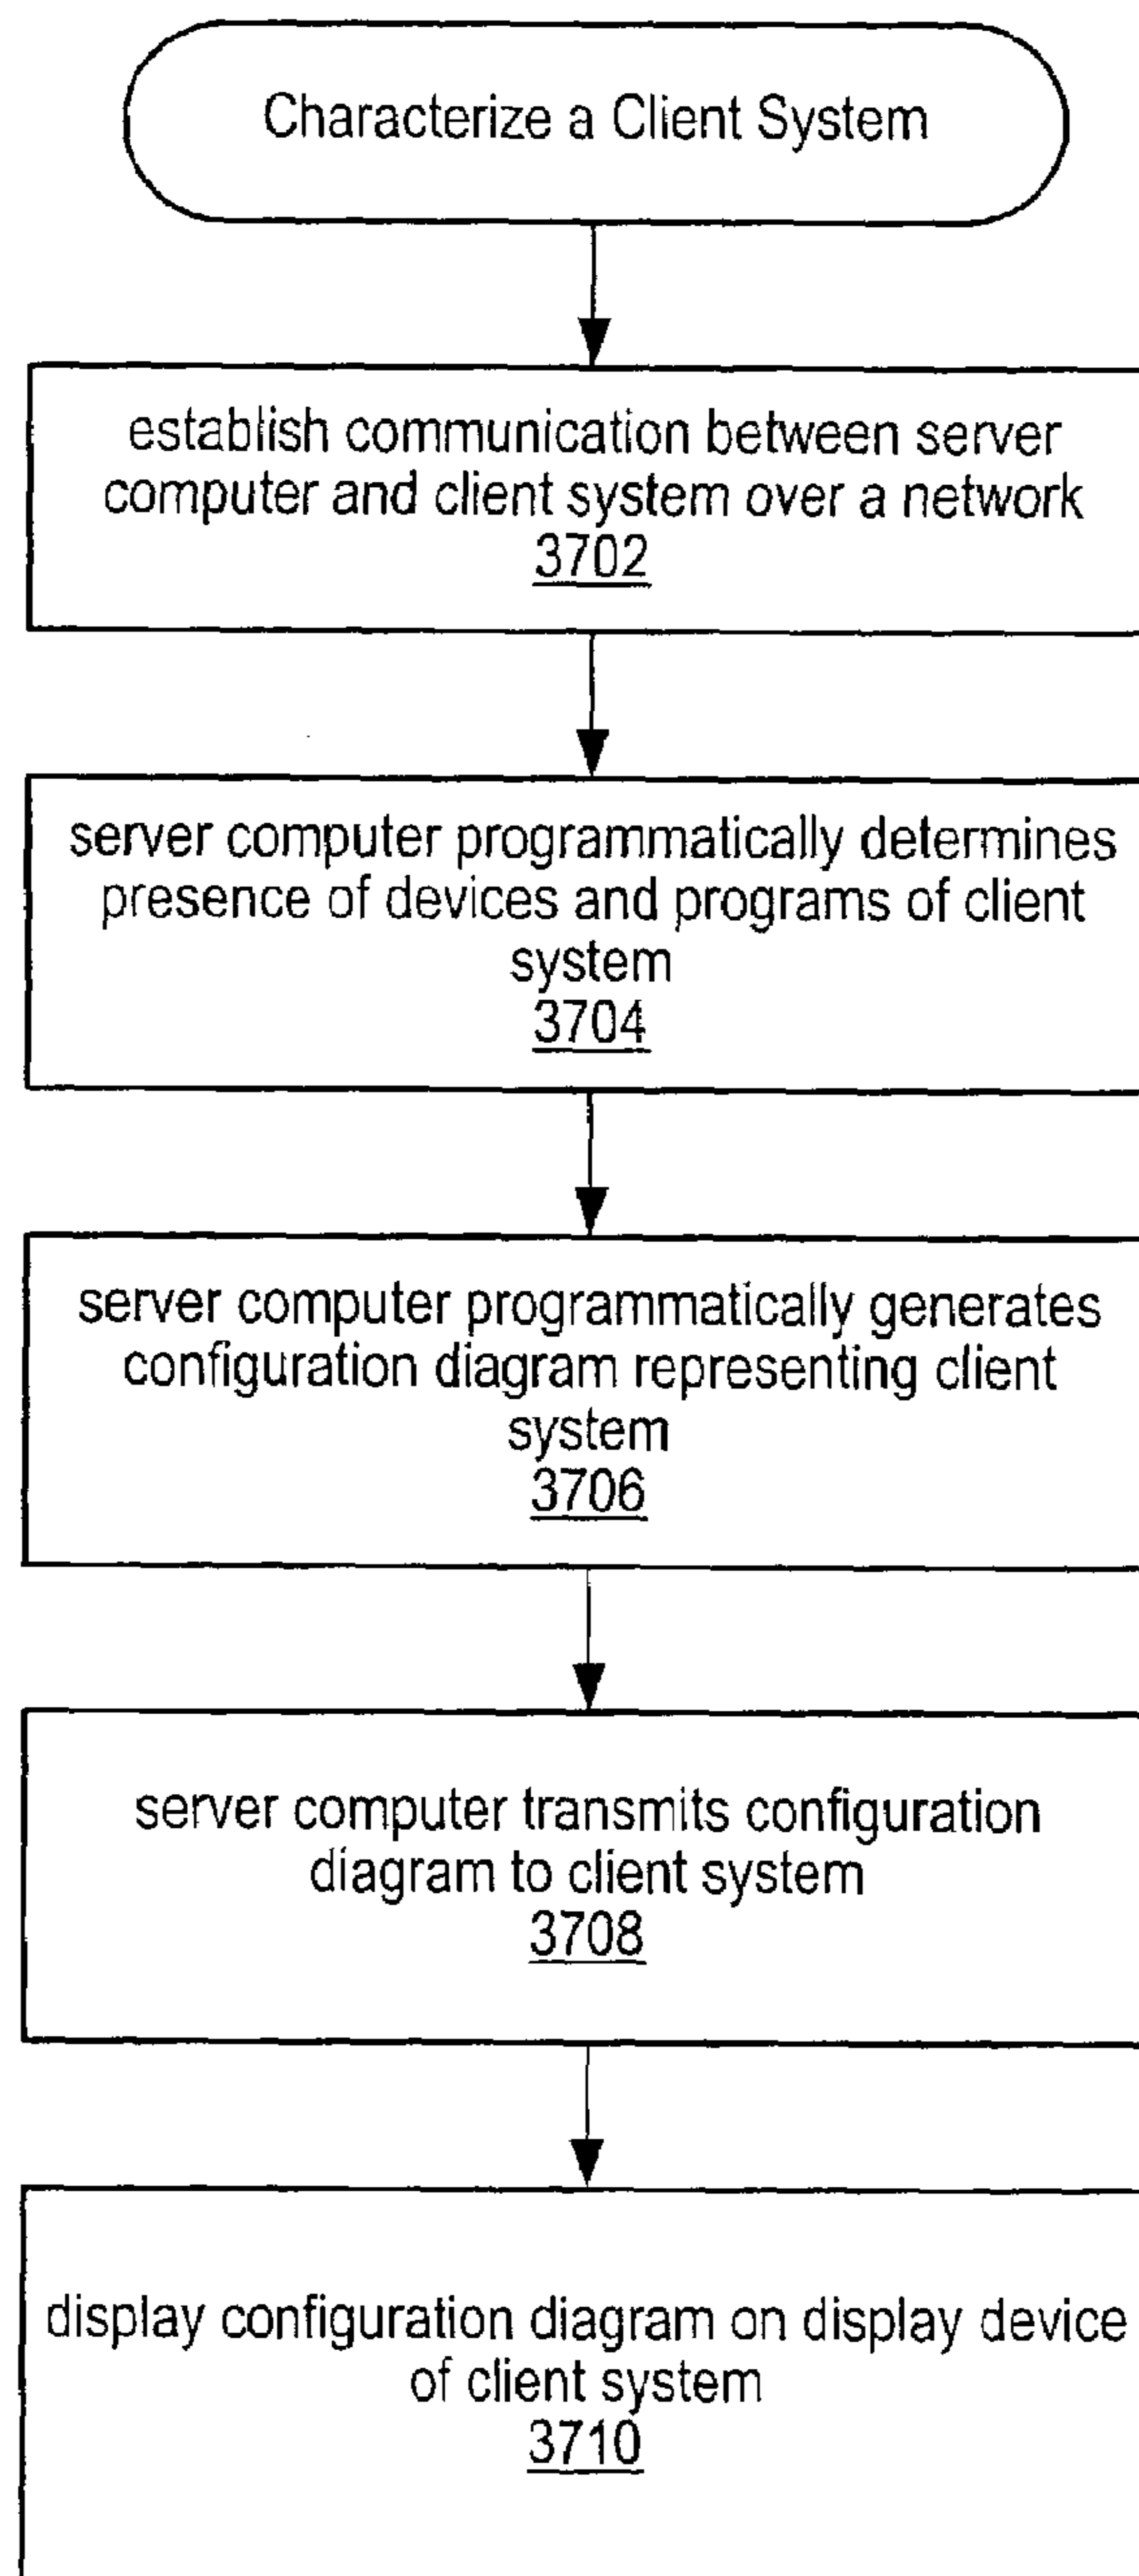 Characterize a Client System
establish communication between server
computer and client system over a network
3702
server computer programmatically determines
presence of devices and programs of client
system
3704
server computer programmatically generates
configuration diagram representing client
system
3706
server computer transmits configuration
diagram to client system
3708
display configuration diagram on display device
of client system
3710